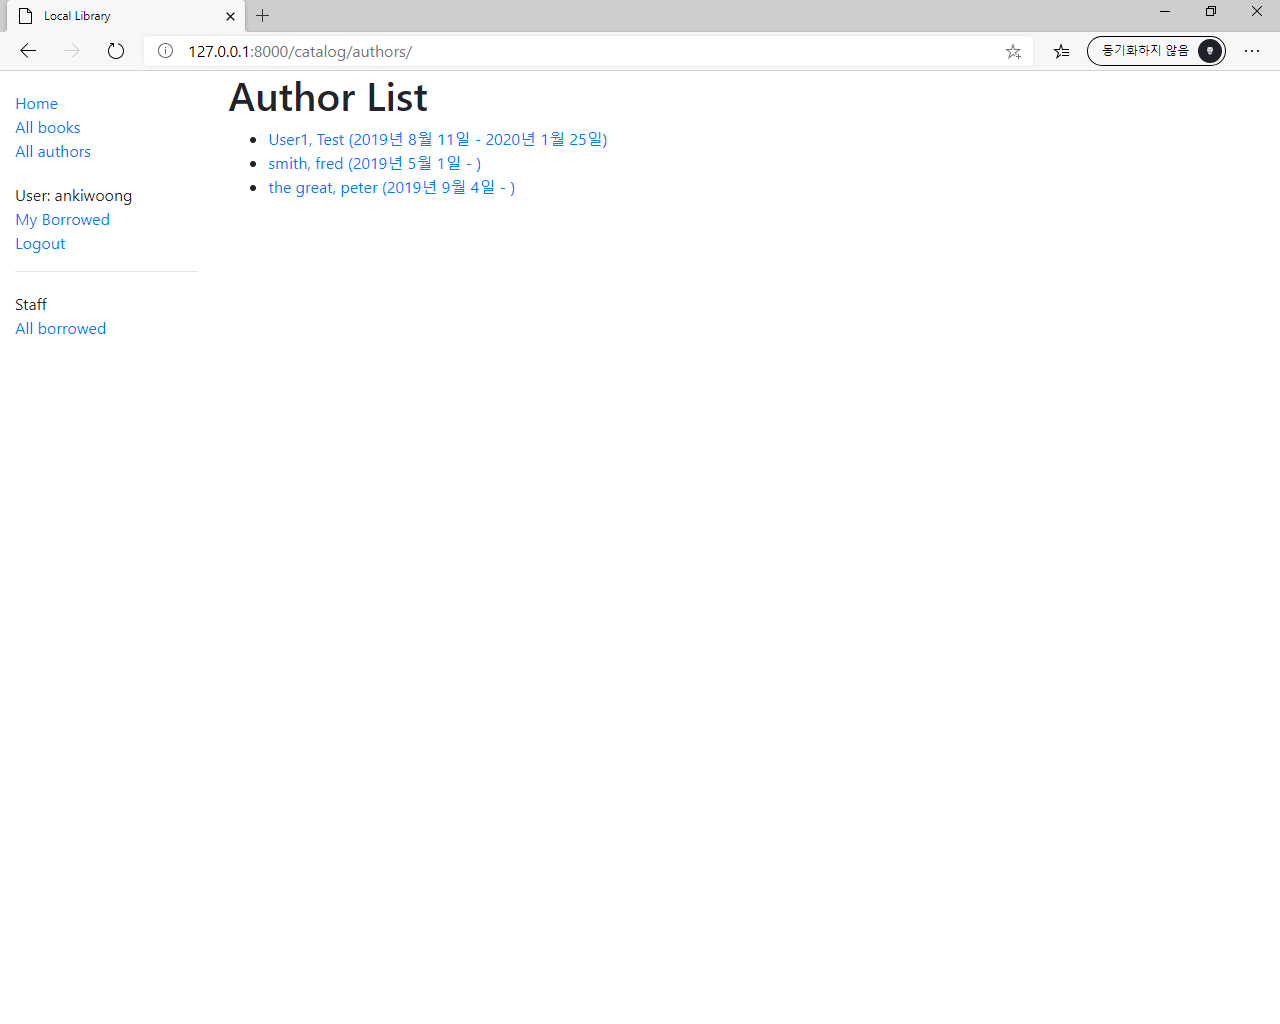 Local Library
127.0.0.1:8000/catalog/authors/
동기화하지 않음
Home
All books
All authors
User: ankiwoong
My Borrowed
Logout
Staff
All borrowed
Author List
User1, Test (2019년 8월 11일 - 2020년 1월 25일)
smith, fred (2019년 5월 1일 - )
the great, peter (2019년 9월 4일 - )